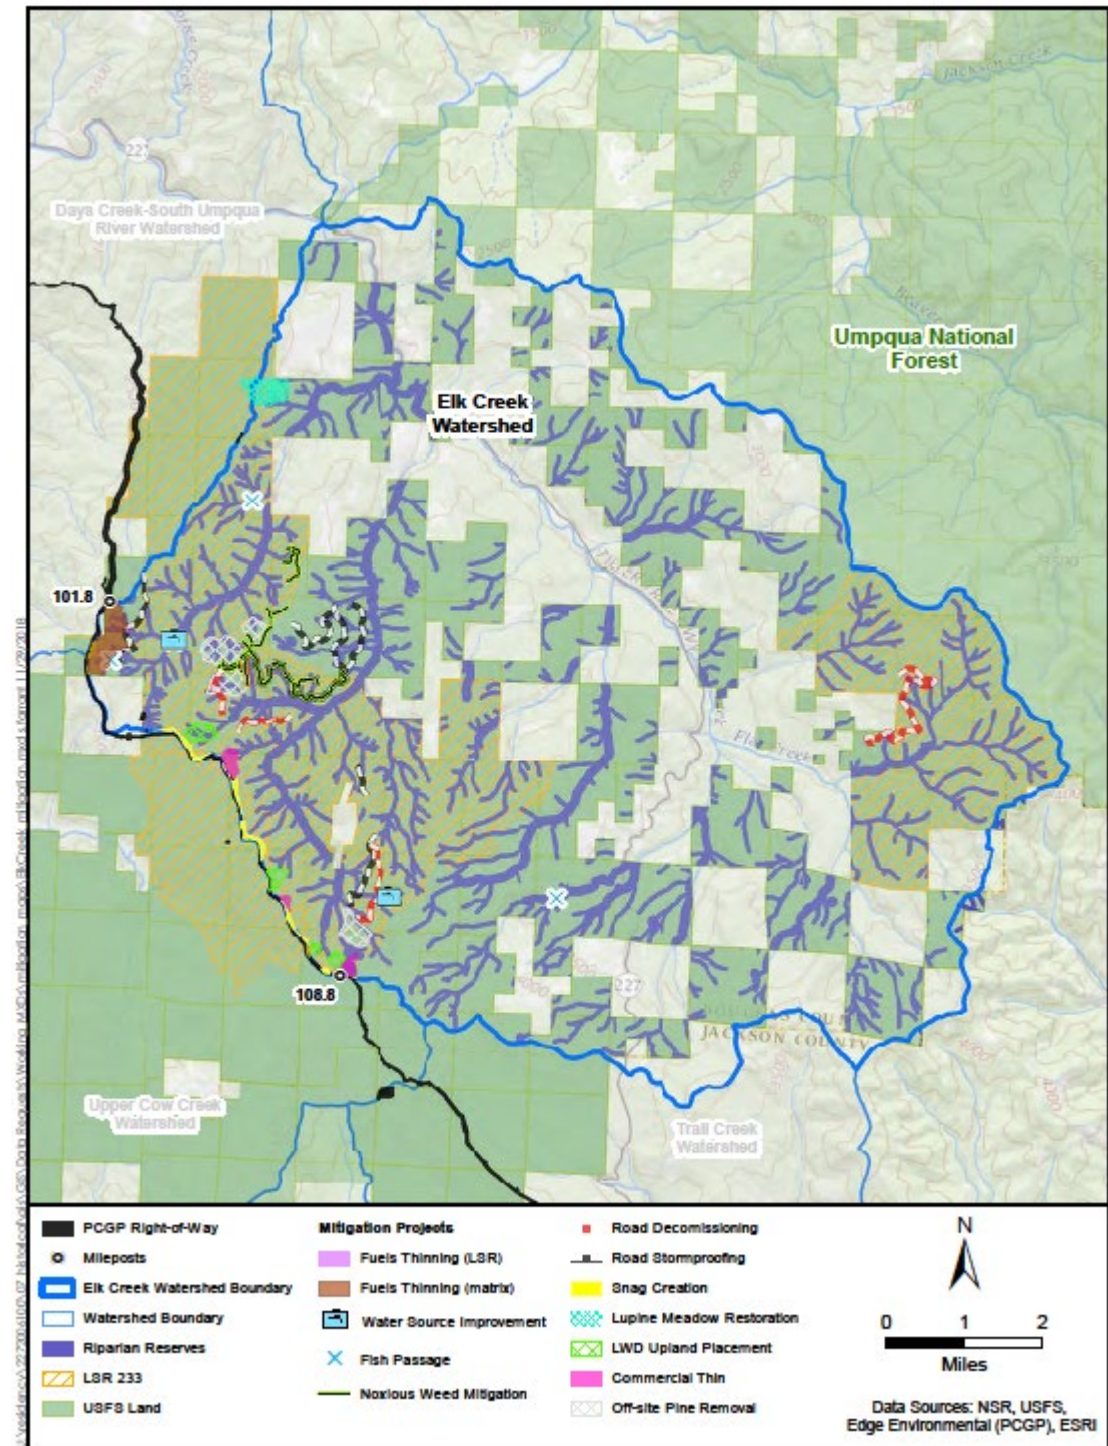 Jackson Creek
227
Days Creek-South Umpqua
River Watershed
Umpqua National
Forest
Elk Creek
Watershed
101.8
108.8
227
JACKSON COUNTY
Upper Cow Creek
Watershed
Trail Creek
Watershed
PCGP Right-of-Way
Mileposts
Elk Creek Watershed Boundary
Watershed Boundary
Riparian Reserves
LSR 233
USFS Land
Mitigation Projects
Fuels Thinning (LSR)
Fuels Thinning (matrix)
Water Source Improvement
Fish Passage
Noxious Weed Mitigation
Road Decomissioning
Road Stormproofing
Snag Creation
Lupine Meadow Restoration
LWD Upland Placement
Commercial Thin
Off-site Pine Removal
N
0 1 2
Miles
Data Sources: NSR, USFS,
Edge Environmental (PCGP), ESRI